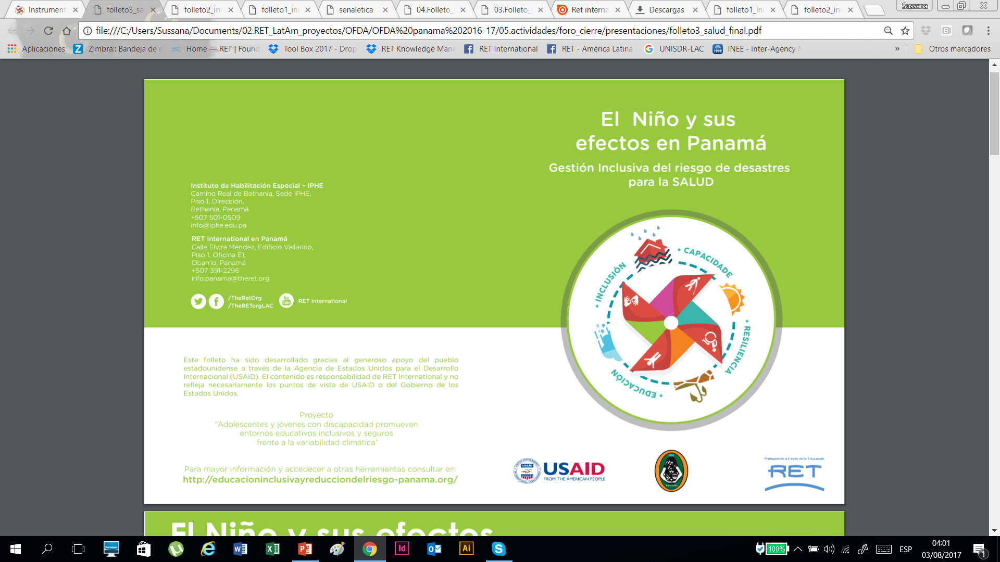 Instrument
folleto3_sa
folleto2_in
folleto1_in
senaletica
04.Folleto_
03.Folleto_
Ret interna
Descargas
folleto1_in
folleto2_in
Sussana
file:///C:/Users/Sussana/Documents/02.RET_LatAm_proyectos/OFDA/OFDA%20panama%202016-17/05.actividades/foro_cierre/presentaciones/folleto3_salud_final.pdf
Aplicaciones
Zimbra:: Bandeja de e
Home — RET | Found
Tool Box 2017 - Drop
RET Knowledge Mana
RET International
RET - América Latina
UNISDR-LAC
INEE - Inter-Agency N
»
Otros marcadores
El Niño y sus
efectos en Panamá
Gestión Inclusiva del riesgo de desastres
para la SALUD
Instituto de Habilitación Especial – IPHE
Camino Real de Bethania, Sede IPHE,
Piso 1, Dirección,
Bethania, Panamá
+507 501-0509
info@iphe.edu.pa
RET International en Panamá
Calle Elvira Méndez, Edificio Vallarino,
Piso 1, Oficina E1,
Obarrio, Panamá
+507 391-2296
info.panama@theret.org
/TheRetOrg
/TheRETorgLAC
You Tube
RET International
+ INCLUSIÓN
+ CAPACIDADE
+ RESILIENCIA
+ EDUCACIÓN
Este folleto ha sido desarrollado gracias al generoso apoyo del pueblo
estadounidense a través de la Agencia de Estados Unidos para el Desarrollo
Internacional (USAID). El contenido es responsabilidad de RET International y no
refleja necesariamente los puntos de vista de USAID o del Gobierno de los
Estados Unidos.
Proyecto
“Adolescentes y jóvenes con discapacidad promueven
entornos educativos inclusivos y seguros
frente a la variabilidad climática”
Para mayor información y accedecer a otras herramientas consultar en:
http://educacioninclusivayreducciondelriesgo-panama.org/
USAID
USAID
FROM THE AMERICAN PEOPLE
IPHE
PANAMA
Protegiendo a través de la Educación
RET
El Niño y sus efectos
100%
ESP
04:01
03/08/2017
1